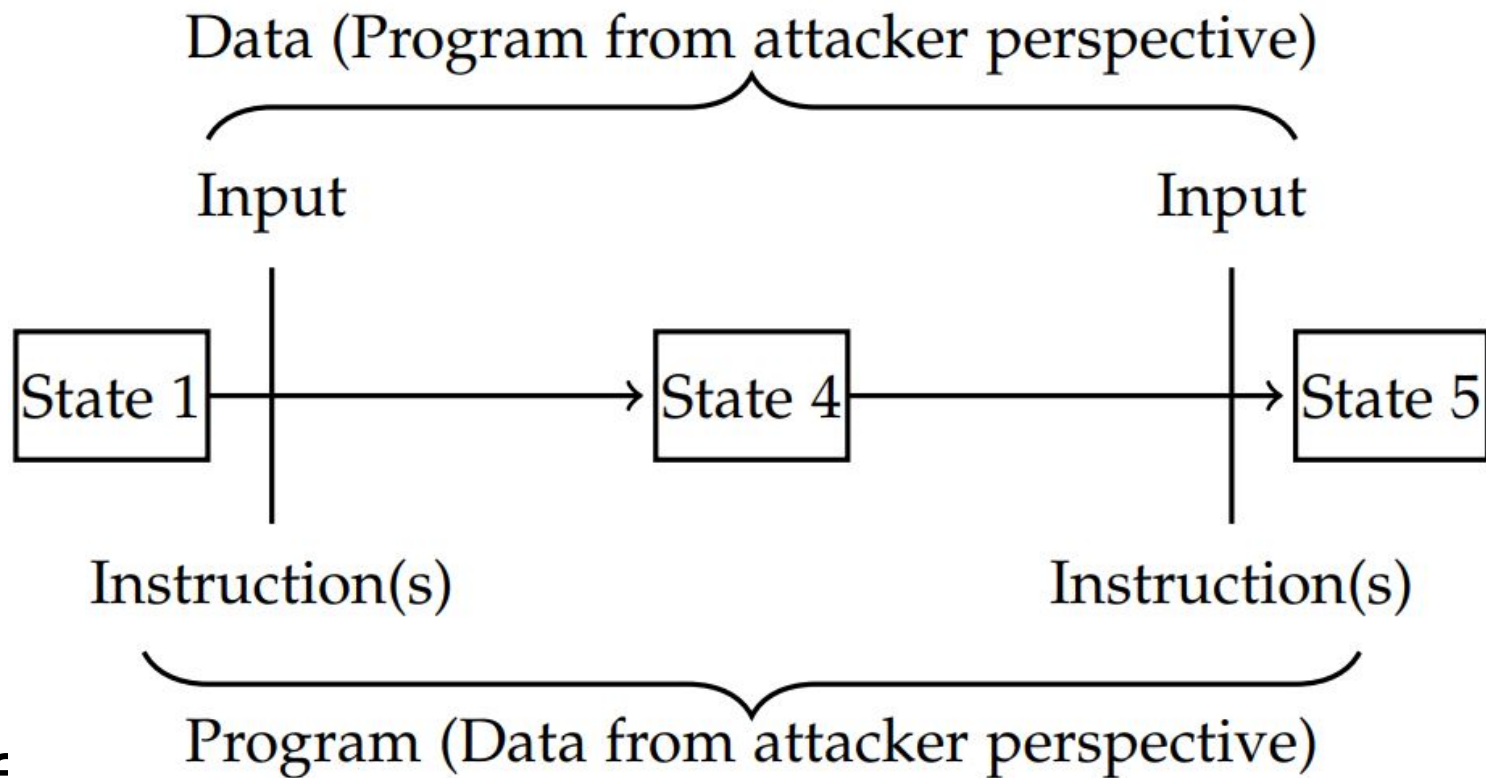 Data (Program from attacker perspective)
Input Input
State 1 State 4 State 5
Instruction(s) Instruction(s)
Program (Data from attacker perspective)